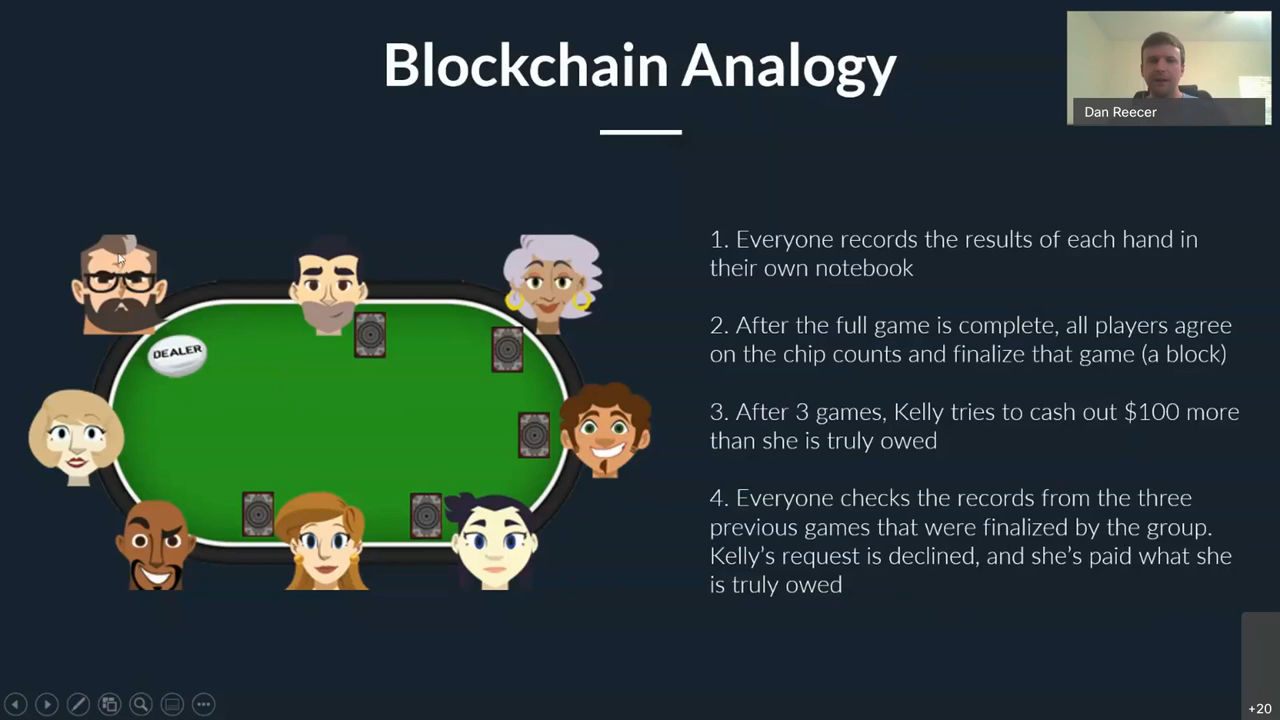 Blockchain Analogy
Dan Reecer
DEALER
1. Everyone records the results of each hand in
their own notebook
2. After the full game is complete, all players agree
on the chip counts and finalize that game (a block)
3. After 3 games, Kelly tries to cash out $100 more
than she is truly owed
4. Everyone checks the records from the three
previous games that were finalized by the group.
Kelly’s request is declined, and she’s paid what she
is truly owed
+20